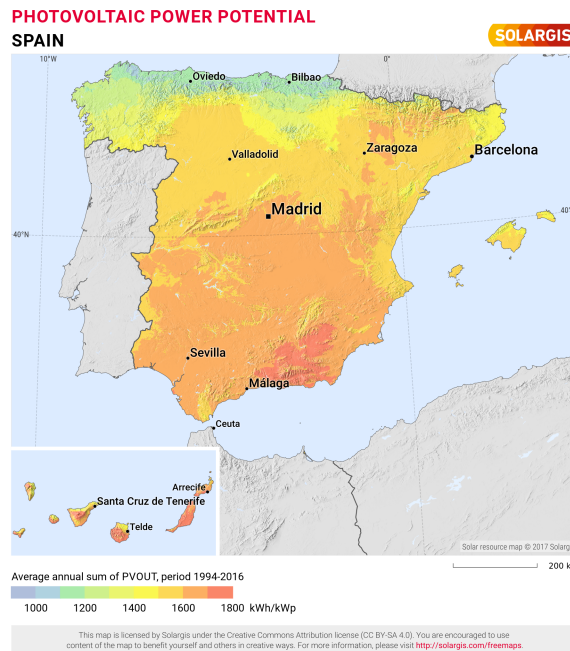 PHOTOVOLTAIC POWER POTENTIAL
SPAIN
SOLARGIS
10°W
0°
Oviedo
Bilbao
Valladolid
Zaragoza
Barcelona
Madrid
40°
40°N
Sevilla
Málaga
Ceuta
Arrecife
Santa Cruz de Tenerife
Telde
Solar resource map © 2017 Solarg
200 k
Average annual sum of PVOUT, period 1994-2016
1000 1200 1400 1600 1800 kWh/kWp
This map is licensed by Solargis under the Creative Commons Attribution license (CC BY-SA 4.0). You are encouraged to use
content of the map to benefit yourself and others in creative ways. For more information, please visit http://solargis.com/freemaps.